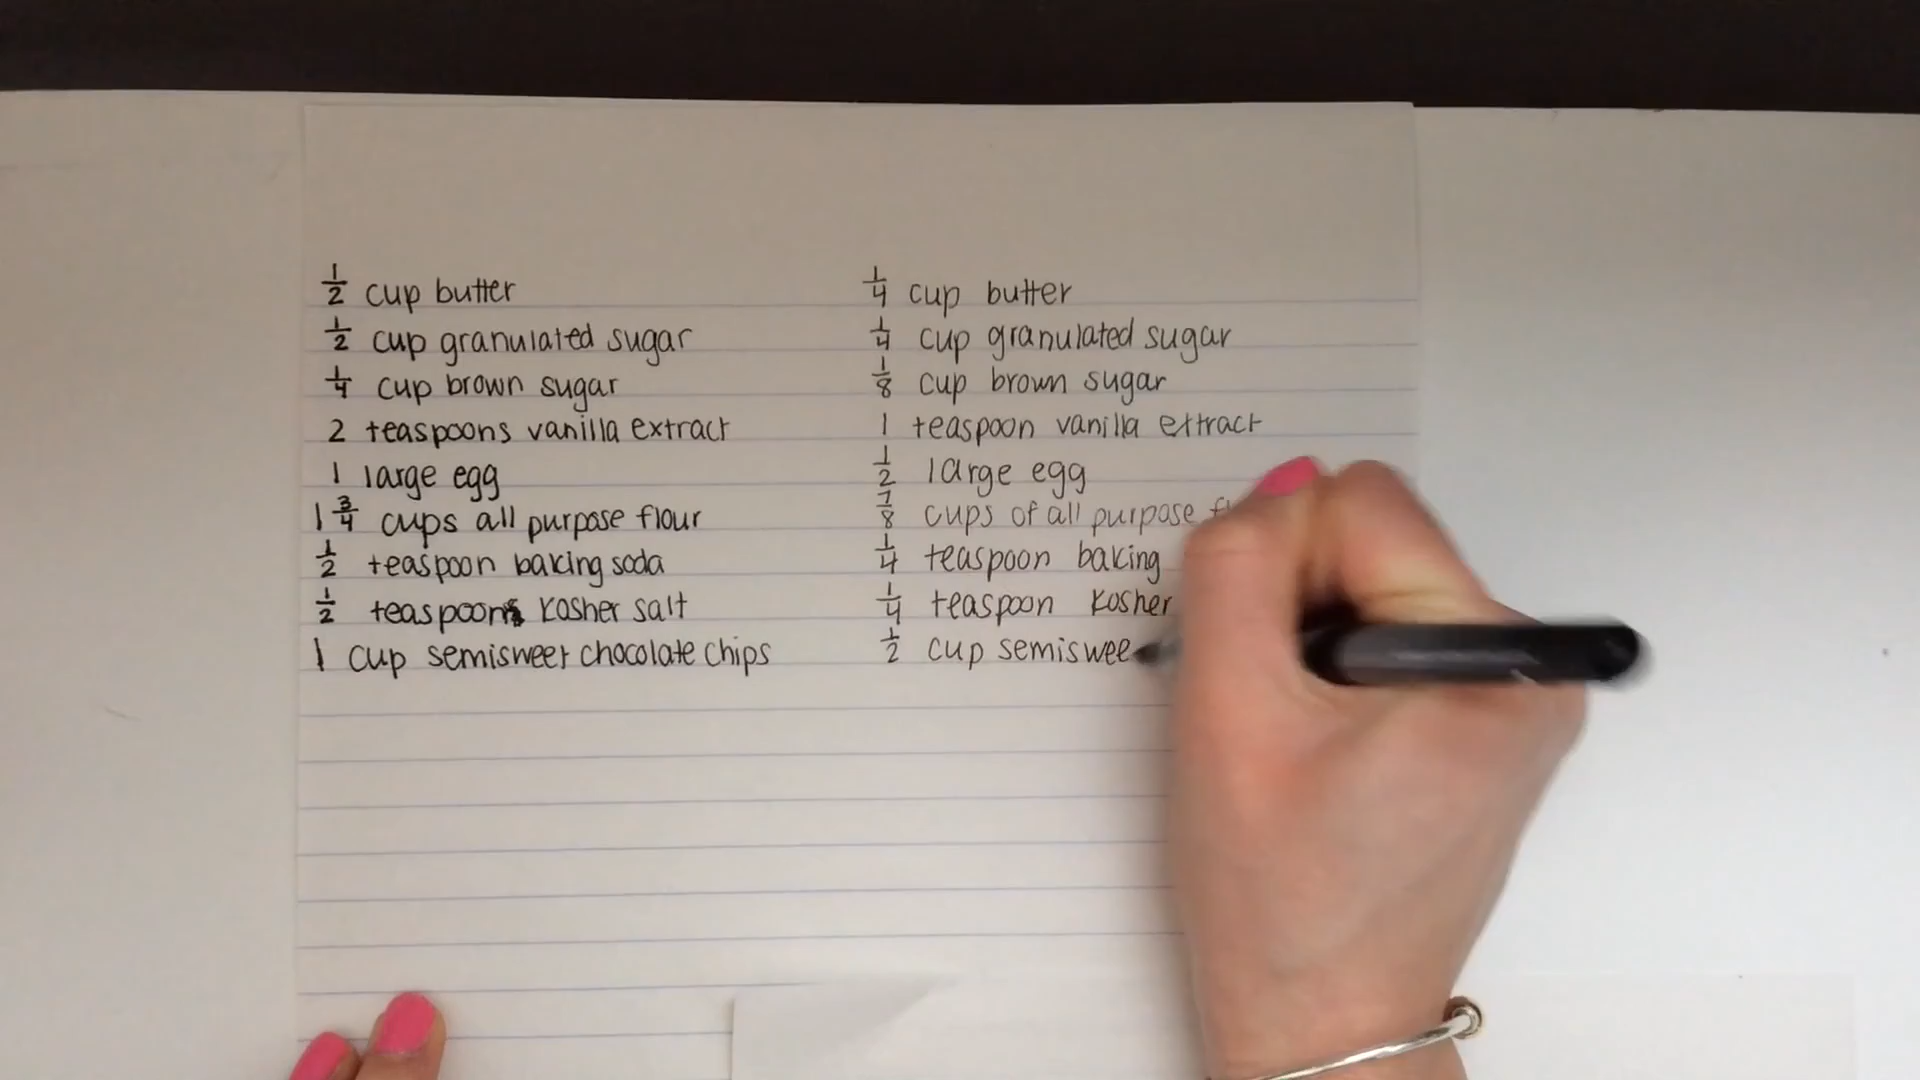 1/2 cup butter
1/2 cup granulated sugar
1/4 cup brown sugar
2 teaspoons vanilla extract
1 large egg
1 3/4 cups all purpose flour
1/2 teaspoon baking soda
1/2 teaspoon kosher salt
1 cup semisweet chocolate chips
1/4 cup butter
1/4 cup granulated sugar
1/8 cup brown sugar
1 teaspoon vanilla extract
1/2 large egg
7/8 cups of all purpose
1/4 teaspoon baking
1/4 teaspoon kosher
1/2 cup semiswee